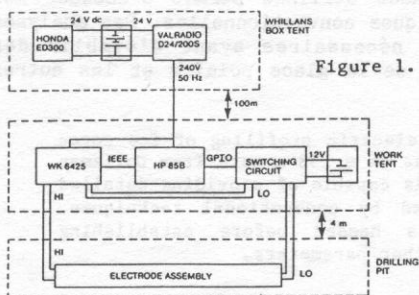 24 V dc
24 V
HONDA
ED300
VALRADIO
D24/200S
WHILLANS
BOX TENT
240V
50 Hz
Figure 1.
100m
WK 6425
IEEE
HP 85B
GPIO
SWITCHING
CIRCUIT
12V
WORK
TENT
HI
LO
4 m
HI
ELECTRODE ASSEMBLY
LO
DRILLING
PIT